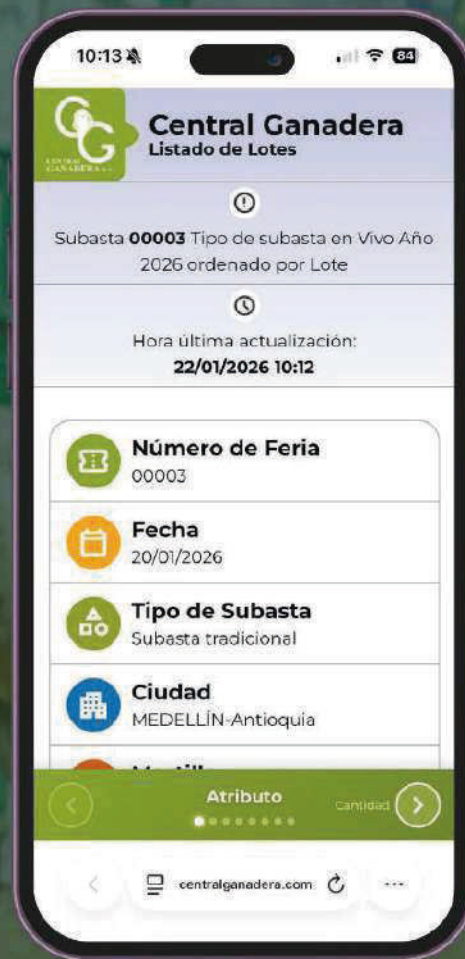 10:13
84
CENTRAL
GANADERA S.A.
Central Ganadera
Listado de Lotes
Subasta 00003 Tipo de subasta en Vivo Año
2026 ordenado por Lote
Hora última actualización:
22/01/2026 10:12
Número de Feria
00003
Fecha
20/01/2026
Tipo de Subasta
Subasta tradicional
Ciudad
MEDELLÍN-Antioquia
Atributo
Cantidad
centralganadera.com